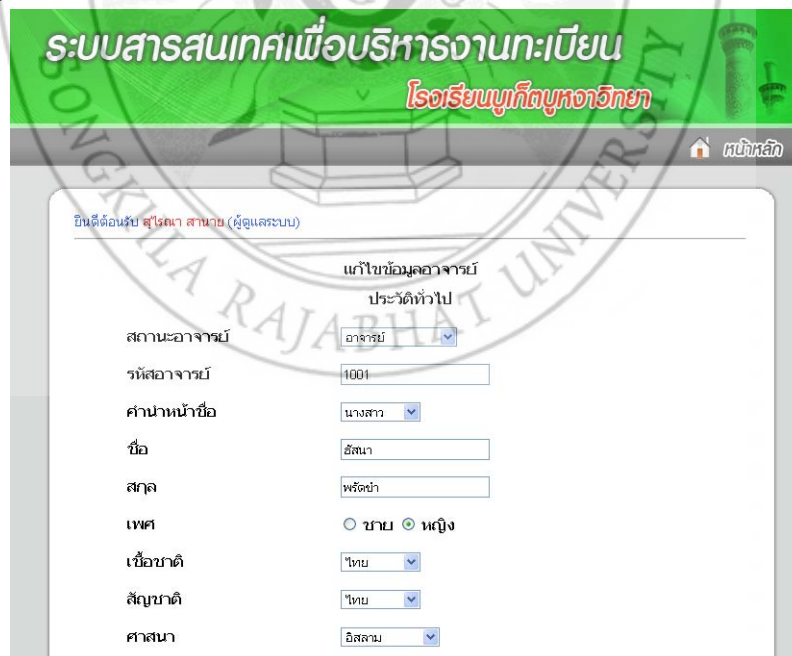 ระบบสารสนเทศเพื่อบริหารงานทะเบียน
โรงเรียนบูเก็ตบูหงาวิทยา
หน้าหลัก
SONGKHLA RAJABHAT UNIVERSITY
ยินดีต้อนรับ สุไรณา สานาย (ผู้ดูแลระบบ)
แก้ไขข้อมูลอาจารย์
ประวัติทั่วไป
สถานะอาจารย์ อาจารย์
รหัสอาจารย์ 1001
คำนำหน้าชื่อ นางสาว
ชื่อ ฮัสนา
สกุล พรัดขำ
เพศ ชาย หญิง
เชื้อชาติ ไทย
สัญชาติ ไทย
ศาสนา อิสลาม